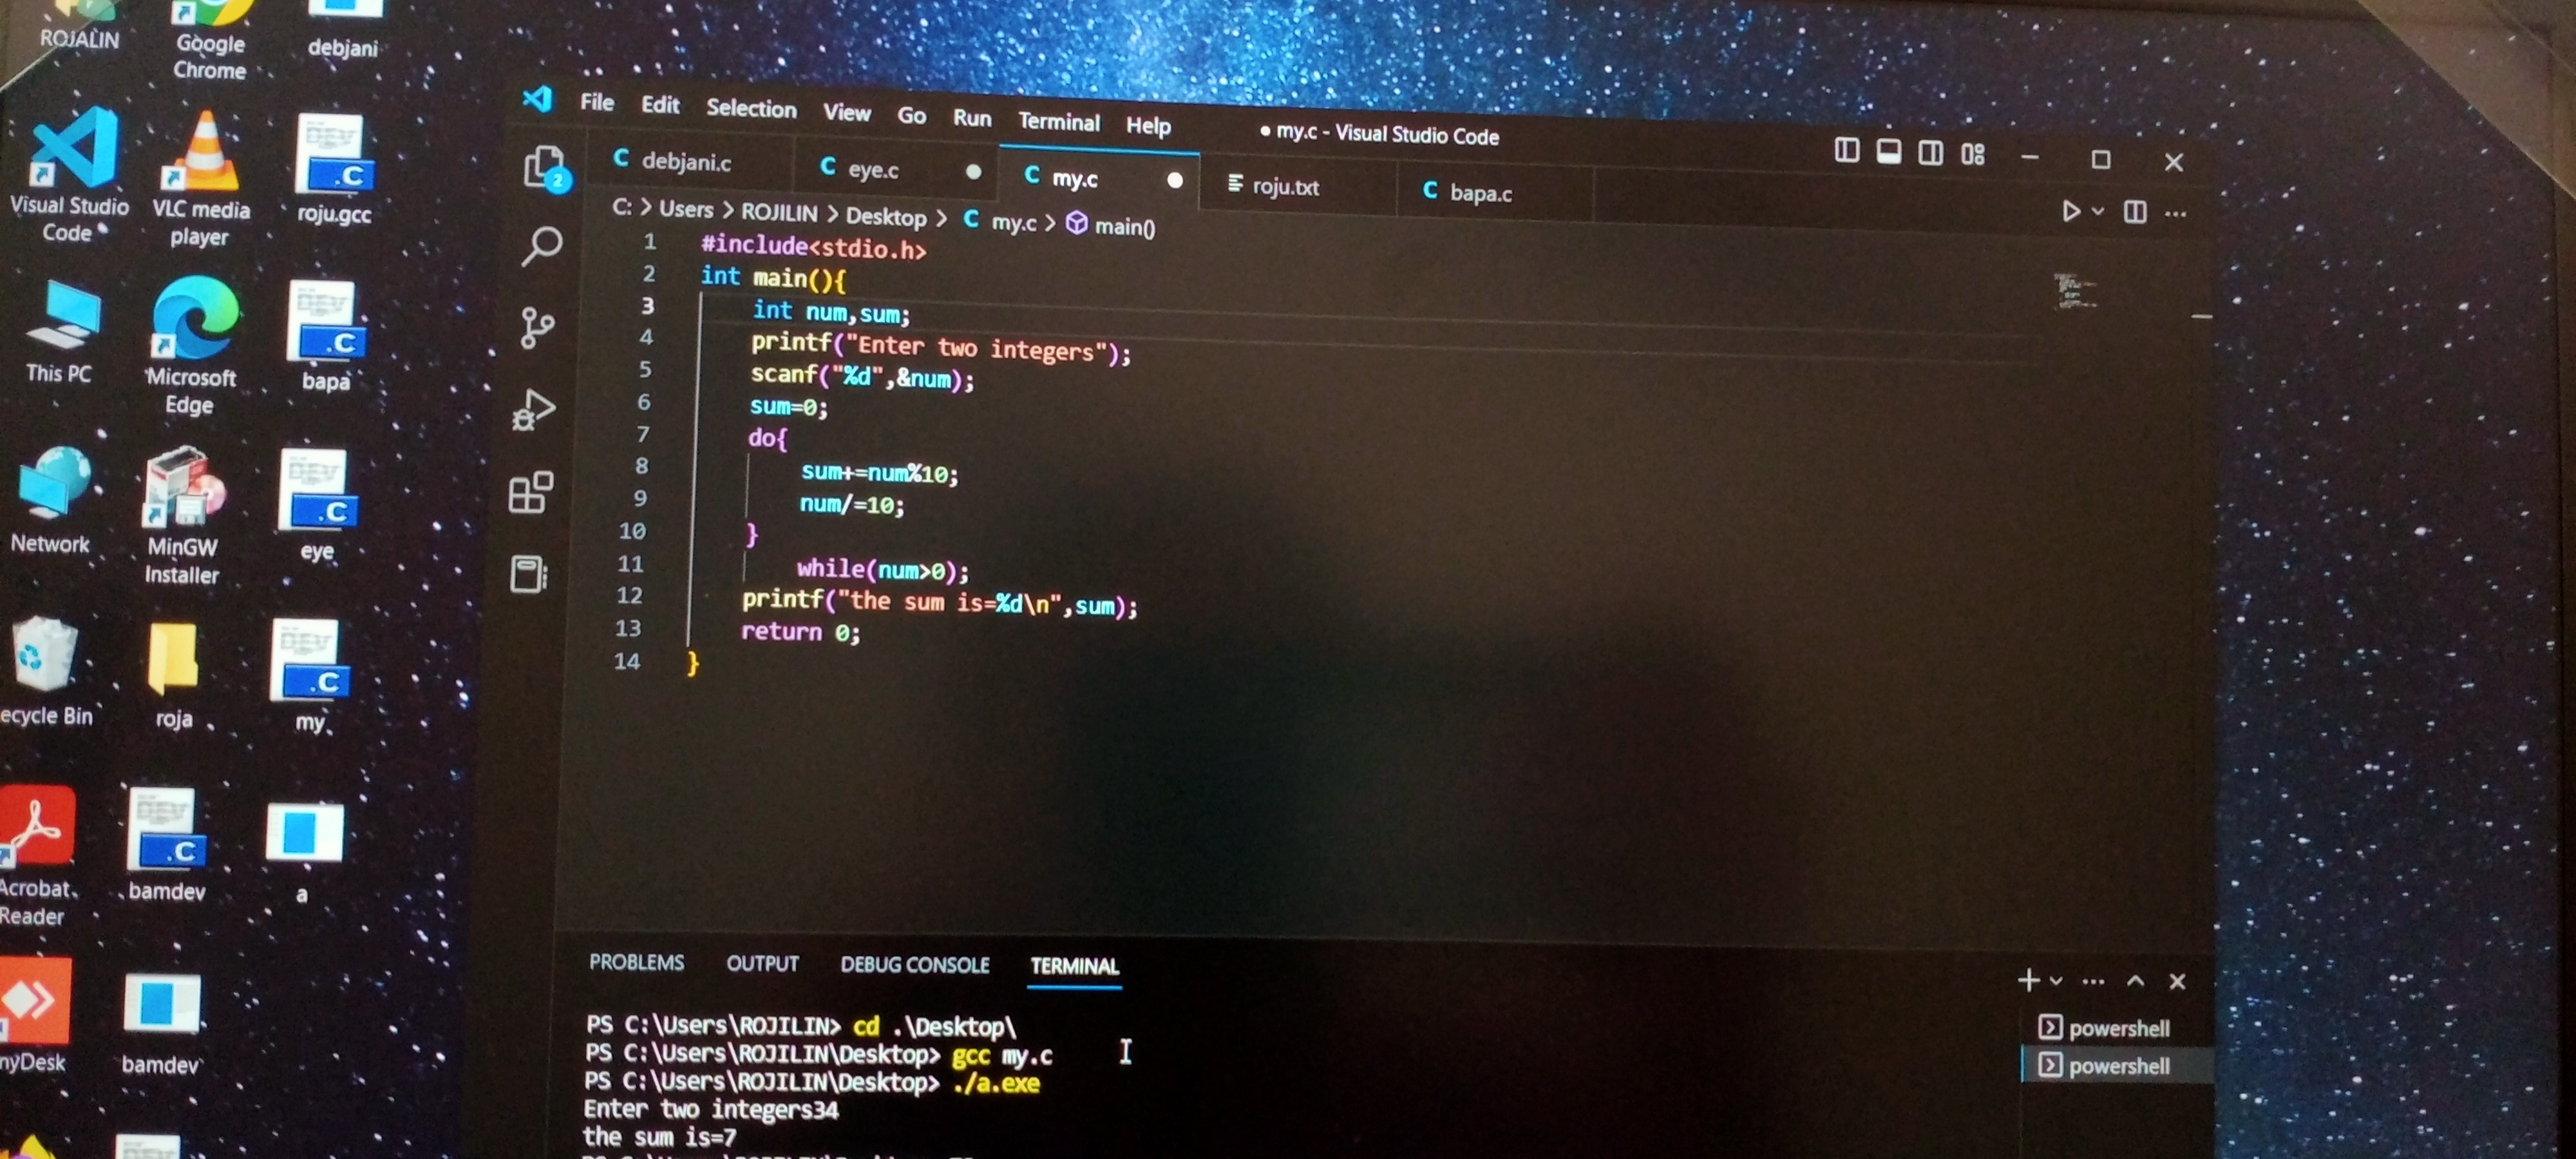 ROJALIN
Google Chrome
debjani
Visual Studio Code
VLC media player
roju.gcc
This PC
Microsoft Edge
bapa
Network
MinGW Installer
eye
ecycle Bin
roja
my
Acrobat Reader
bamdev
a
nyDesk
bamdev
File Edit Selection View Go Run Terminal Help
● my.c - Visual Studio Code
debjani.c eye.c my.c roju.txt bapa.c
C: > Users > ROJILIN > Desktop > C my.c > main()
1 #include<stdio.h>
2 int main(){
3 int num,sum;
4 printf("Enter two integers");
5 scanf("%d",&num);
6 sum=0;
7 do{
8 sum+=num%10;
9 num/=10;
10 }
11 while(num>0);
12 printf("the sum is=%d\n",sum);
13 return 0;
14 }
2
PROBLEMS OUTPUT DEBUG CONSOLE TERMINAL
PS C:\Users\ROJILIN> cd .\Desktop\
PS C:\Users\ROJILIN\Desktop> gcc my.c
PS C:\Users\ROJILIN\Desktop> ./a.exe
Enter two integers34
the sum is=7
powershell
powershell